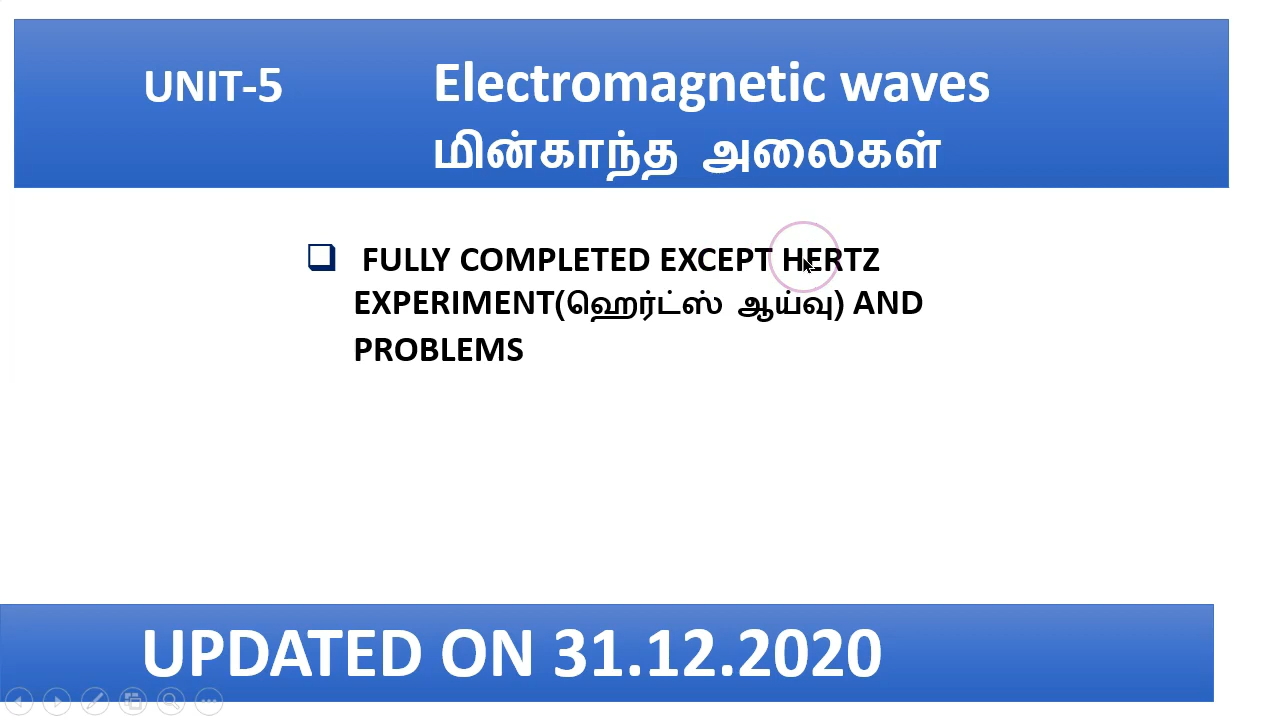 UNIT-5 Electromagnetic waves
மின்காந்த அலைகள்
FULLY COMPLETED EXCEPT HERTZ
EXPERIMENT(ஹெர்ட்ஸ் ஆய்வு) AND
PROBLEMS
UPDATED ON 31.12.2020